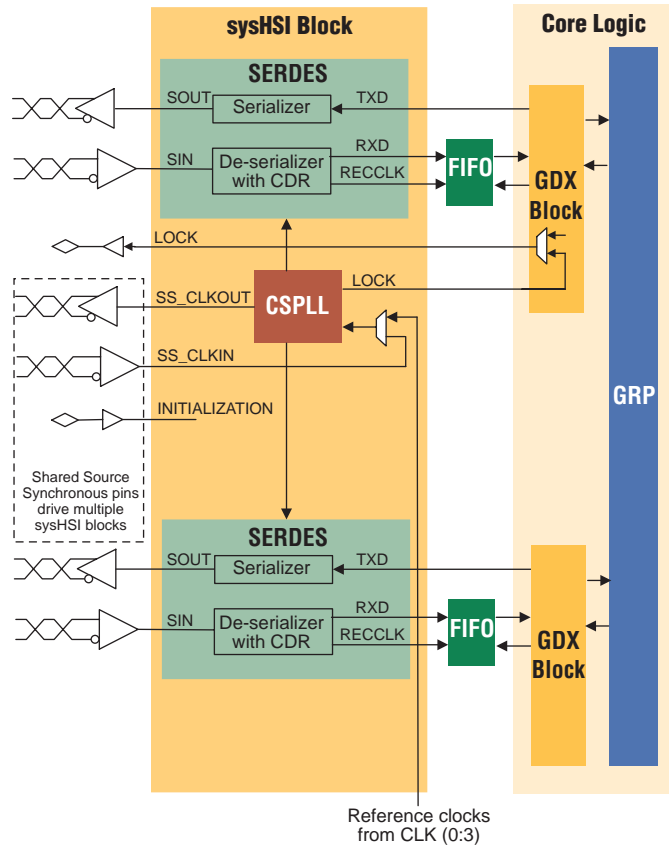 sysHSI Block
Core Logic
SERDES
SOUT
Serializer
TXD
SIN
De-serializer
with CDR
RXD
RECCLK
FIFO
GDX
Block
LOCK
SS_CLKOUT
CSPLL
LOCK
SS_CLKIN
INITIALIZATION
GRP
Shared Source
Synchronous pins
drive multiple
sysHSI blocks
SERDES
SOUT
Serializer
TXD
SIN
De-serializer
with CDR
RXD
RECCLK
FIFO
GDX
Block
Reference clocks
from CLK (0:3)